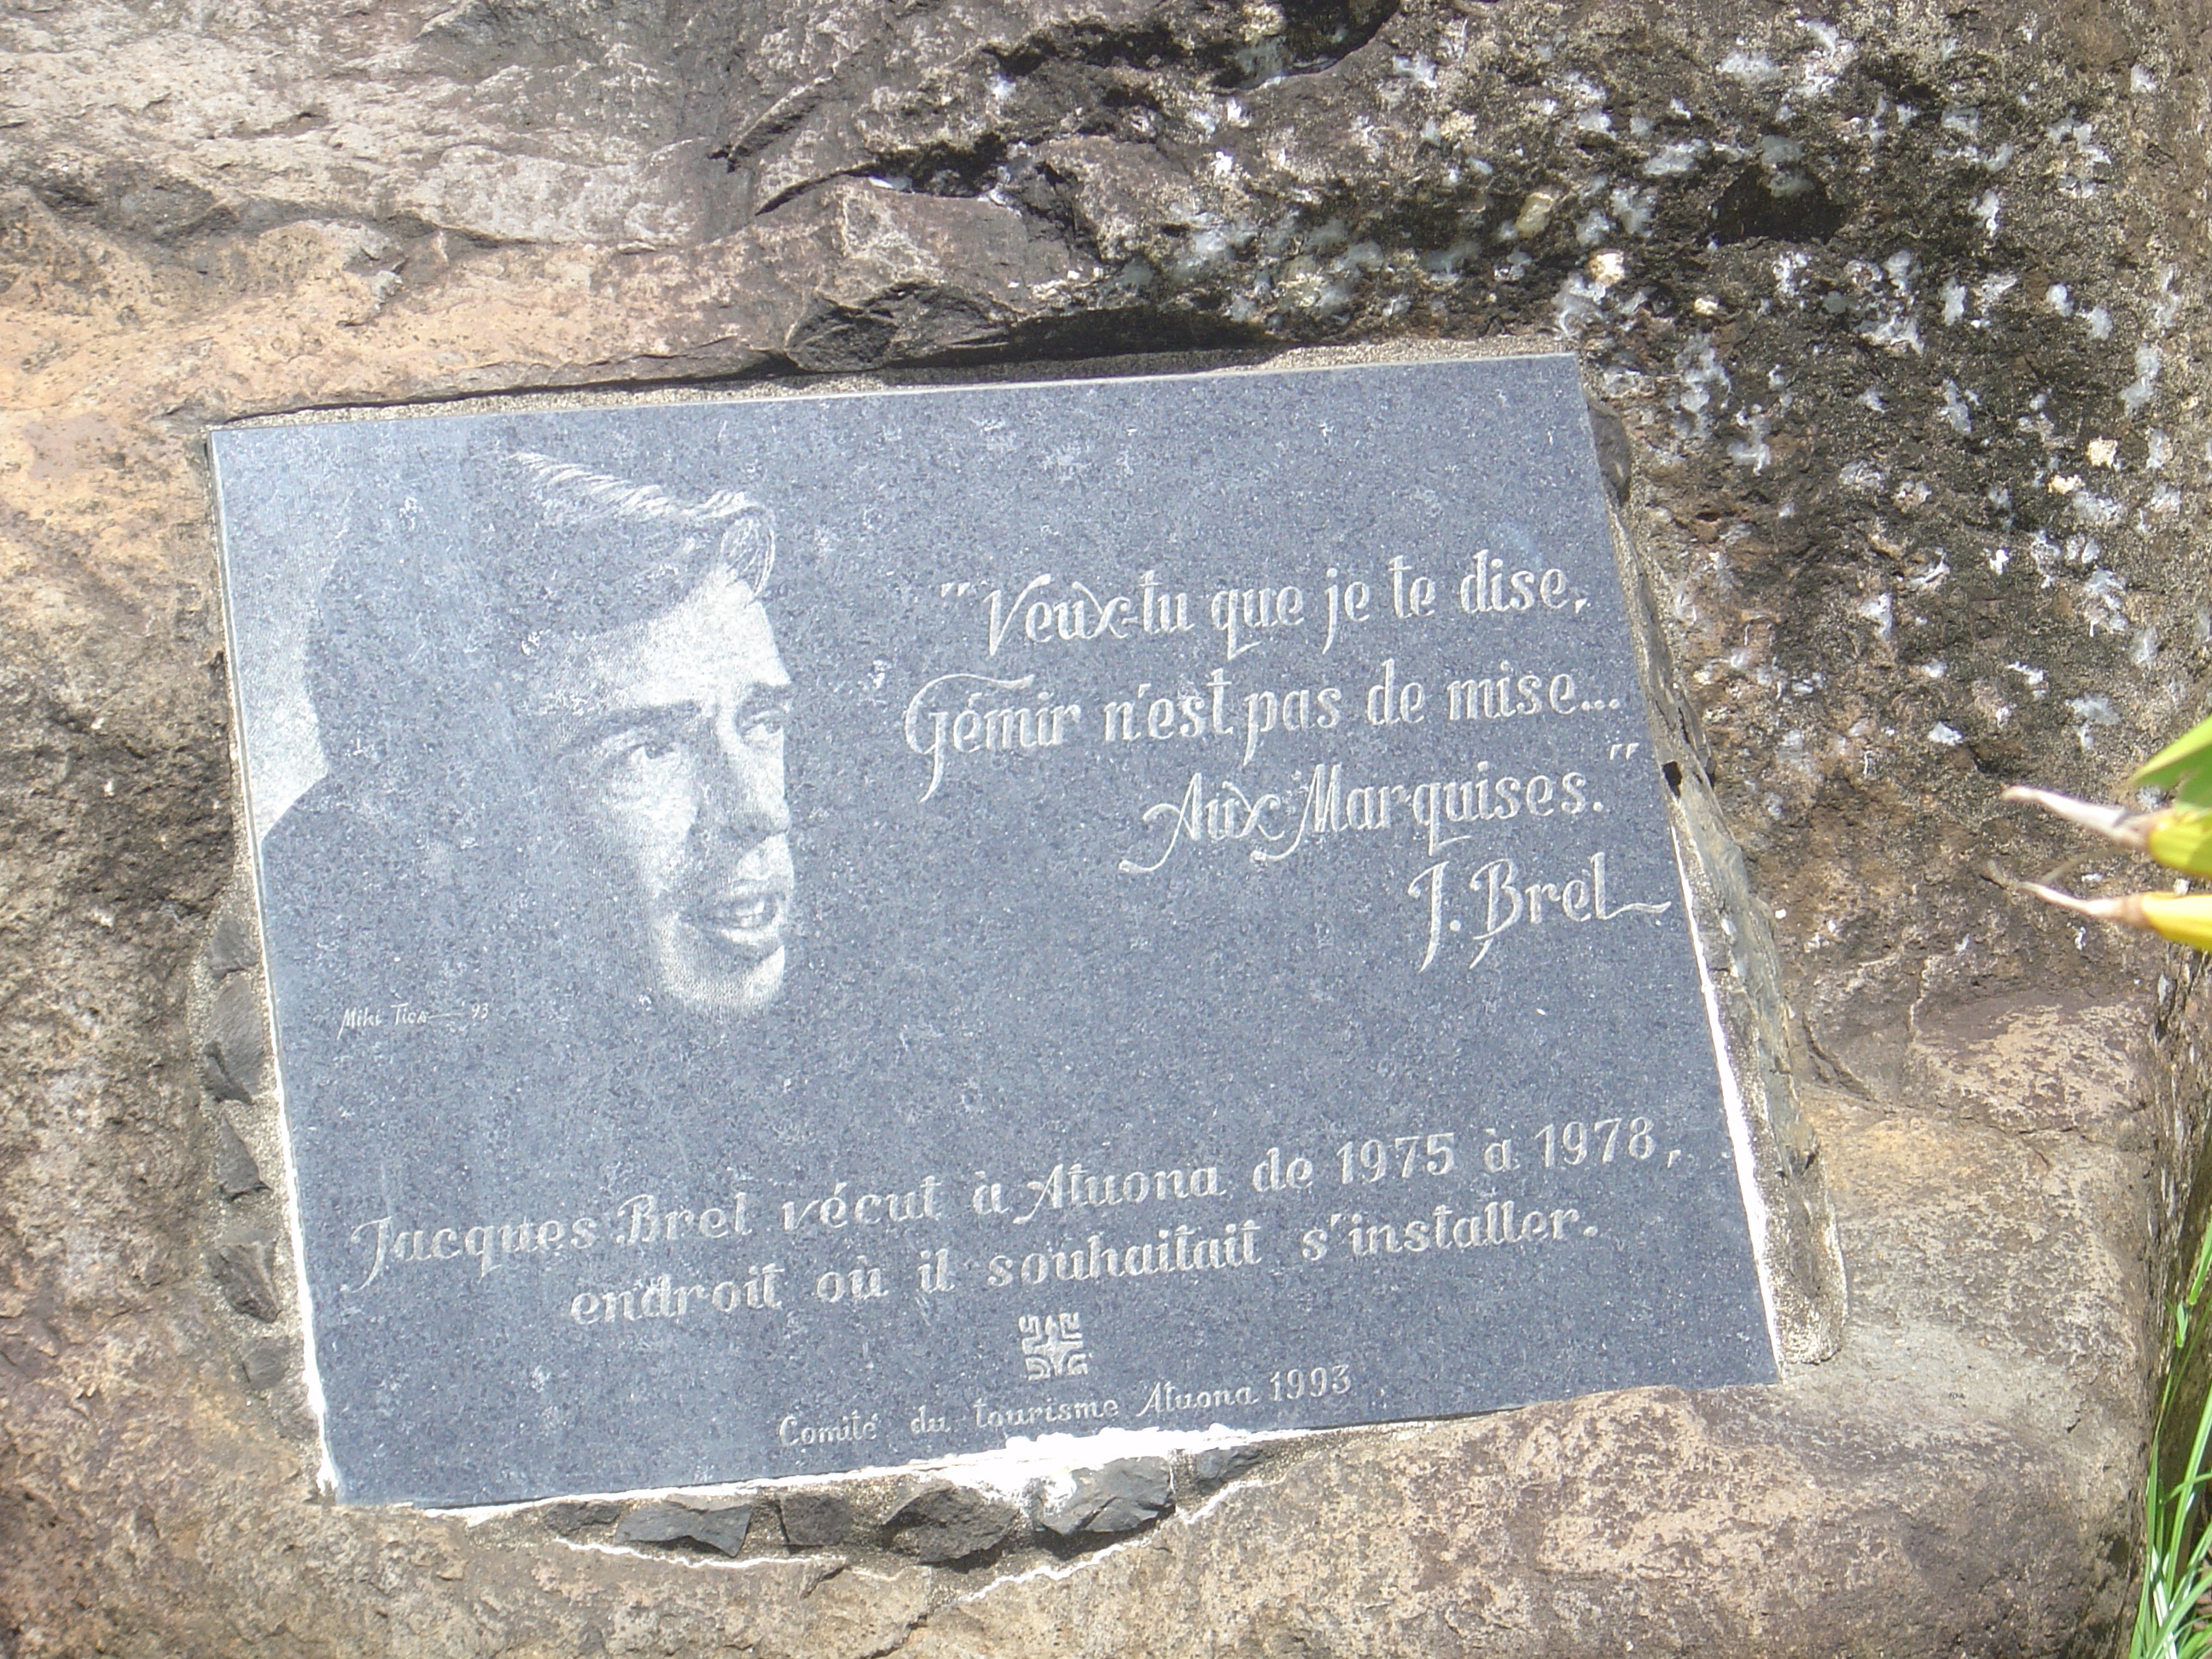 "Veux-tu que je te dise,
Gémir n'est pas de mise...
Aux Marquises."
J. Brel
Miki Tica 93
Jacques Brel vécut à Atuona de 1975 à 1978,
endroit où il souhaitait s'installer.
Comité du tourisme Atuona 1993